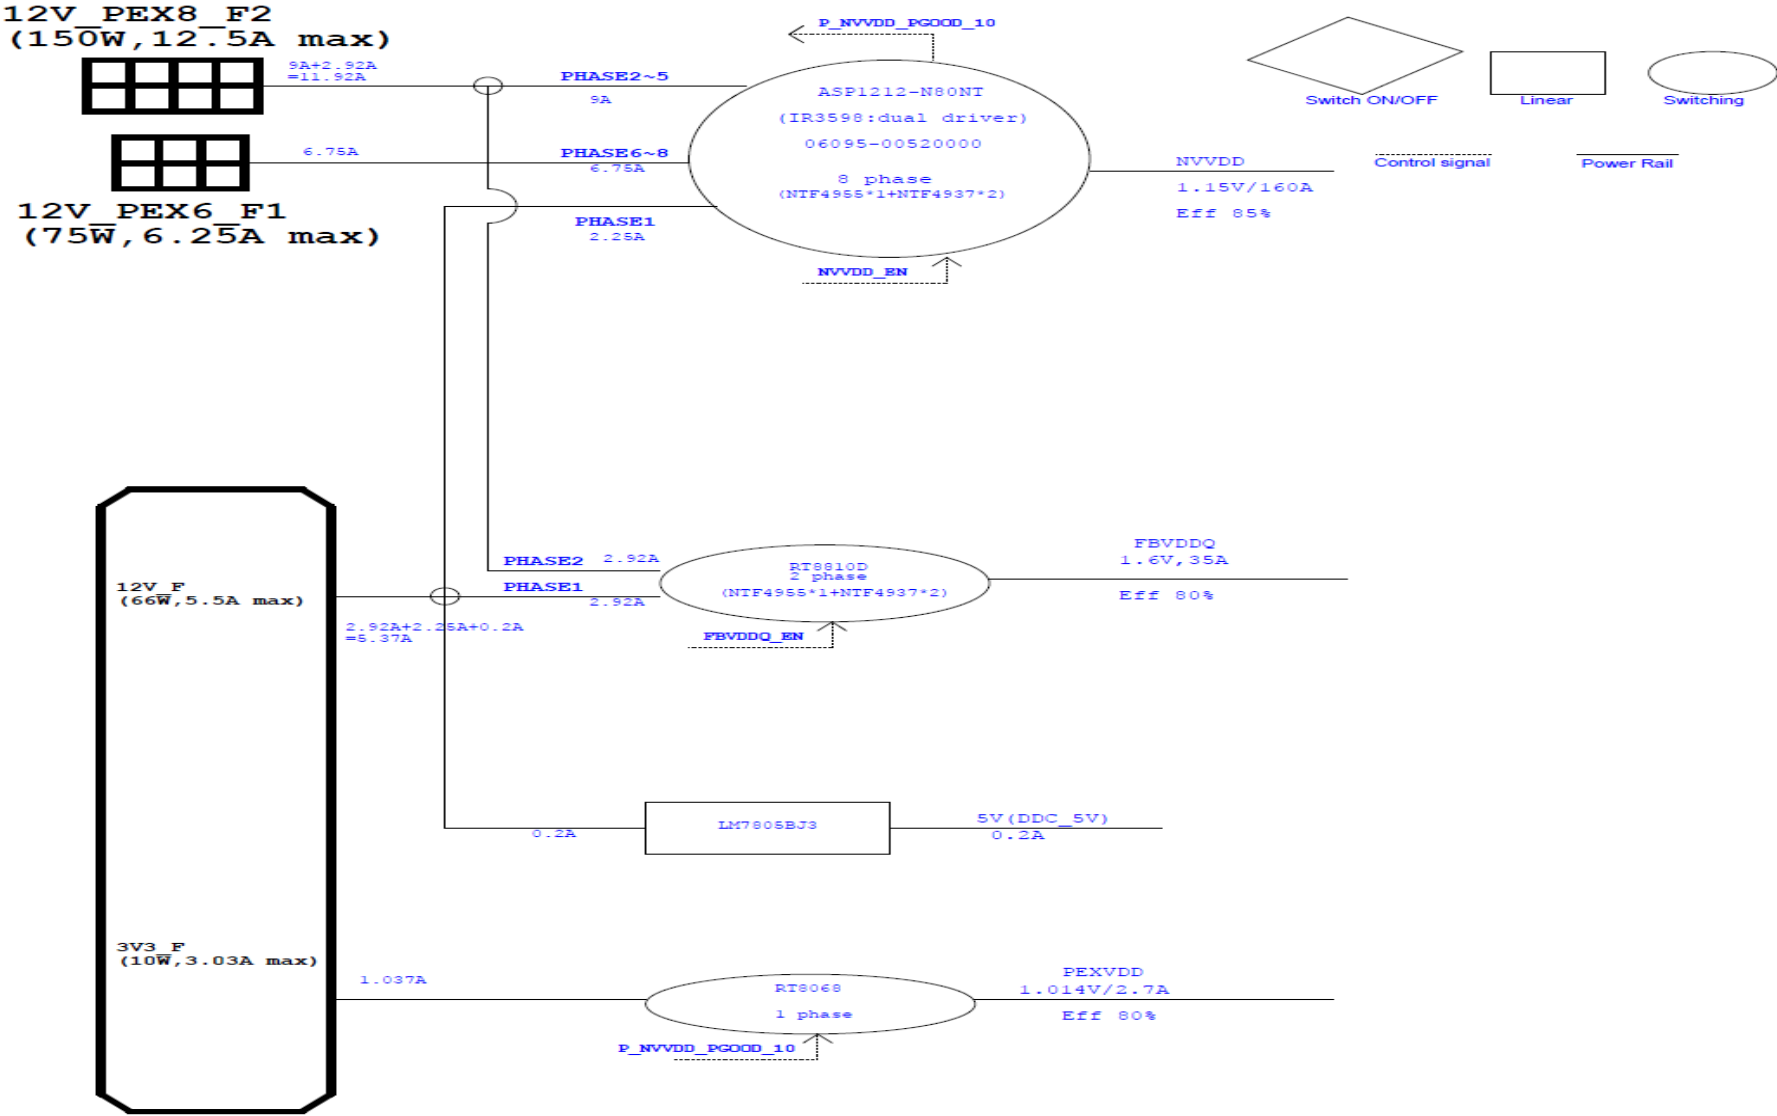 12V_PEX8_F2
(150W,12.5A max)
9A+2.92A
=11.92A
PHASE2~5
9A
6.75A
PHASE6~8
6.75A
12V_PEX6_F1
(75W,6.25A max)
PHASE1
2.25A
P_NVVDD_PGOOD_10
ASP1212-N80NT
(IR3598:dual driver)
06095-00520000
8 phase
(NTF4955*1+NTF4937*2)
NVVDD_EN
NVVDD
1.15V/160A
Eff 85%
Switch ON/OFF
Linear
Switching
Control signal
Power Rail
12V_F
(66W,5.5A max)
2.92A+2.25A+0.2A
=5.37A
PHASE2 2.92A
PHASE1
2.92A
RT8810D
2 phase
(NTF4955*1+NTF4937*2)
FBVDDQ_EN
FBVDDQ
1.6V,35A
Eff 80%
0.2A
LM7805BJ3
5V(DDC_5V)
0.2A
3V3_F
(10W,3.03A max)
1.037A
RT8068
1 phase
P_NVVDD_PGOOD_10
PEXVDD
1.014V/2.7A
Eff 80%